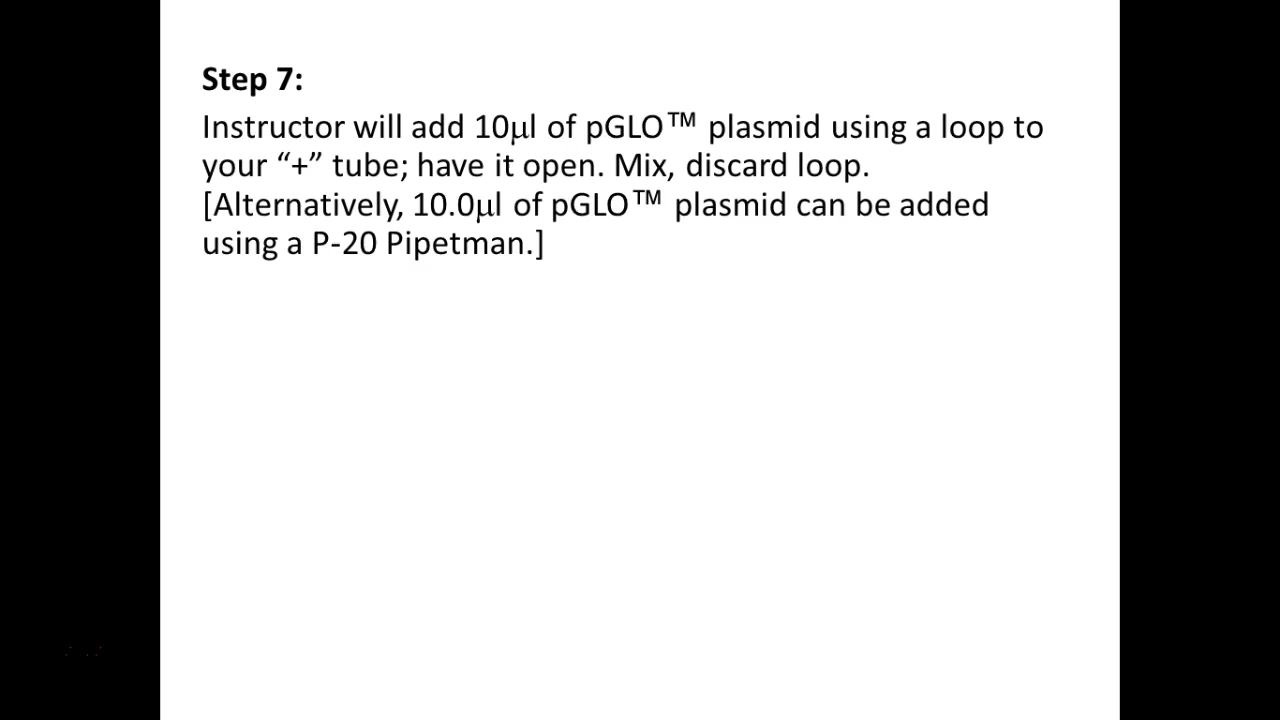 Step 7:
Instructor will add 10μl of pGLO™ plasmid using a loop to
your “+” tube; have it open. Mix, discard loop.
[Alternatively, 10.0μl of pGLO™ plasmid can be added
using a P-20 Pipetman.]